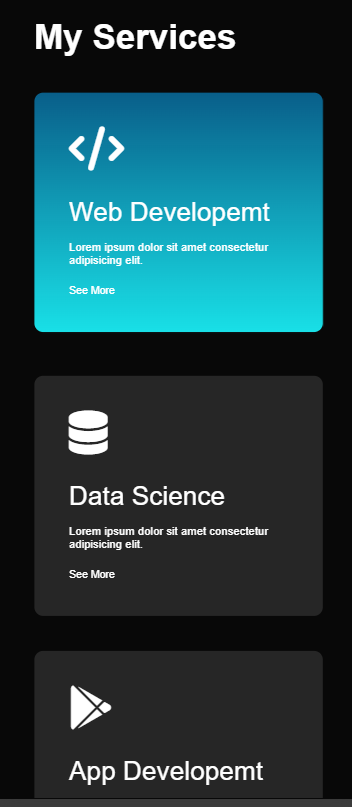 My Services
Web Developemt
Lorem ipsum dolor sit amet consectetur
adipisicing elit.
See More
Data Science
Lorem ipsum dolor sit amet consectetur
adipisicing elit.
See More
App Developemt